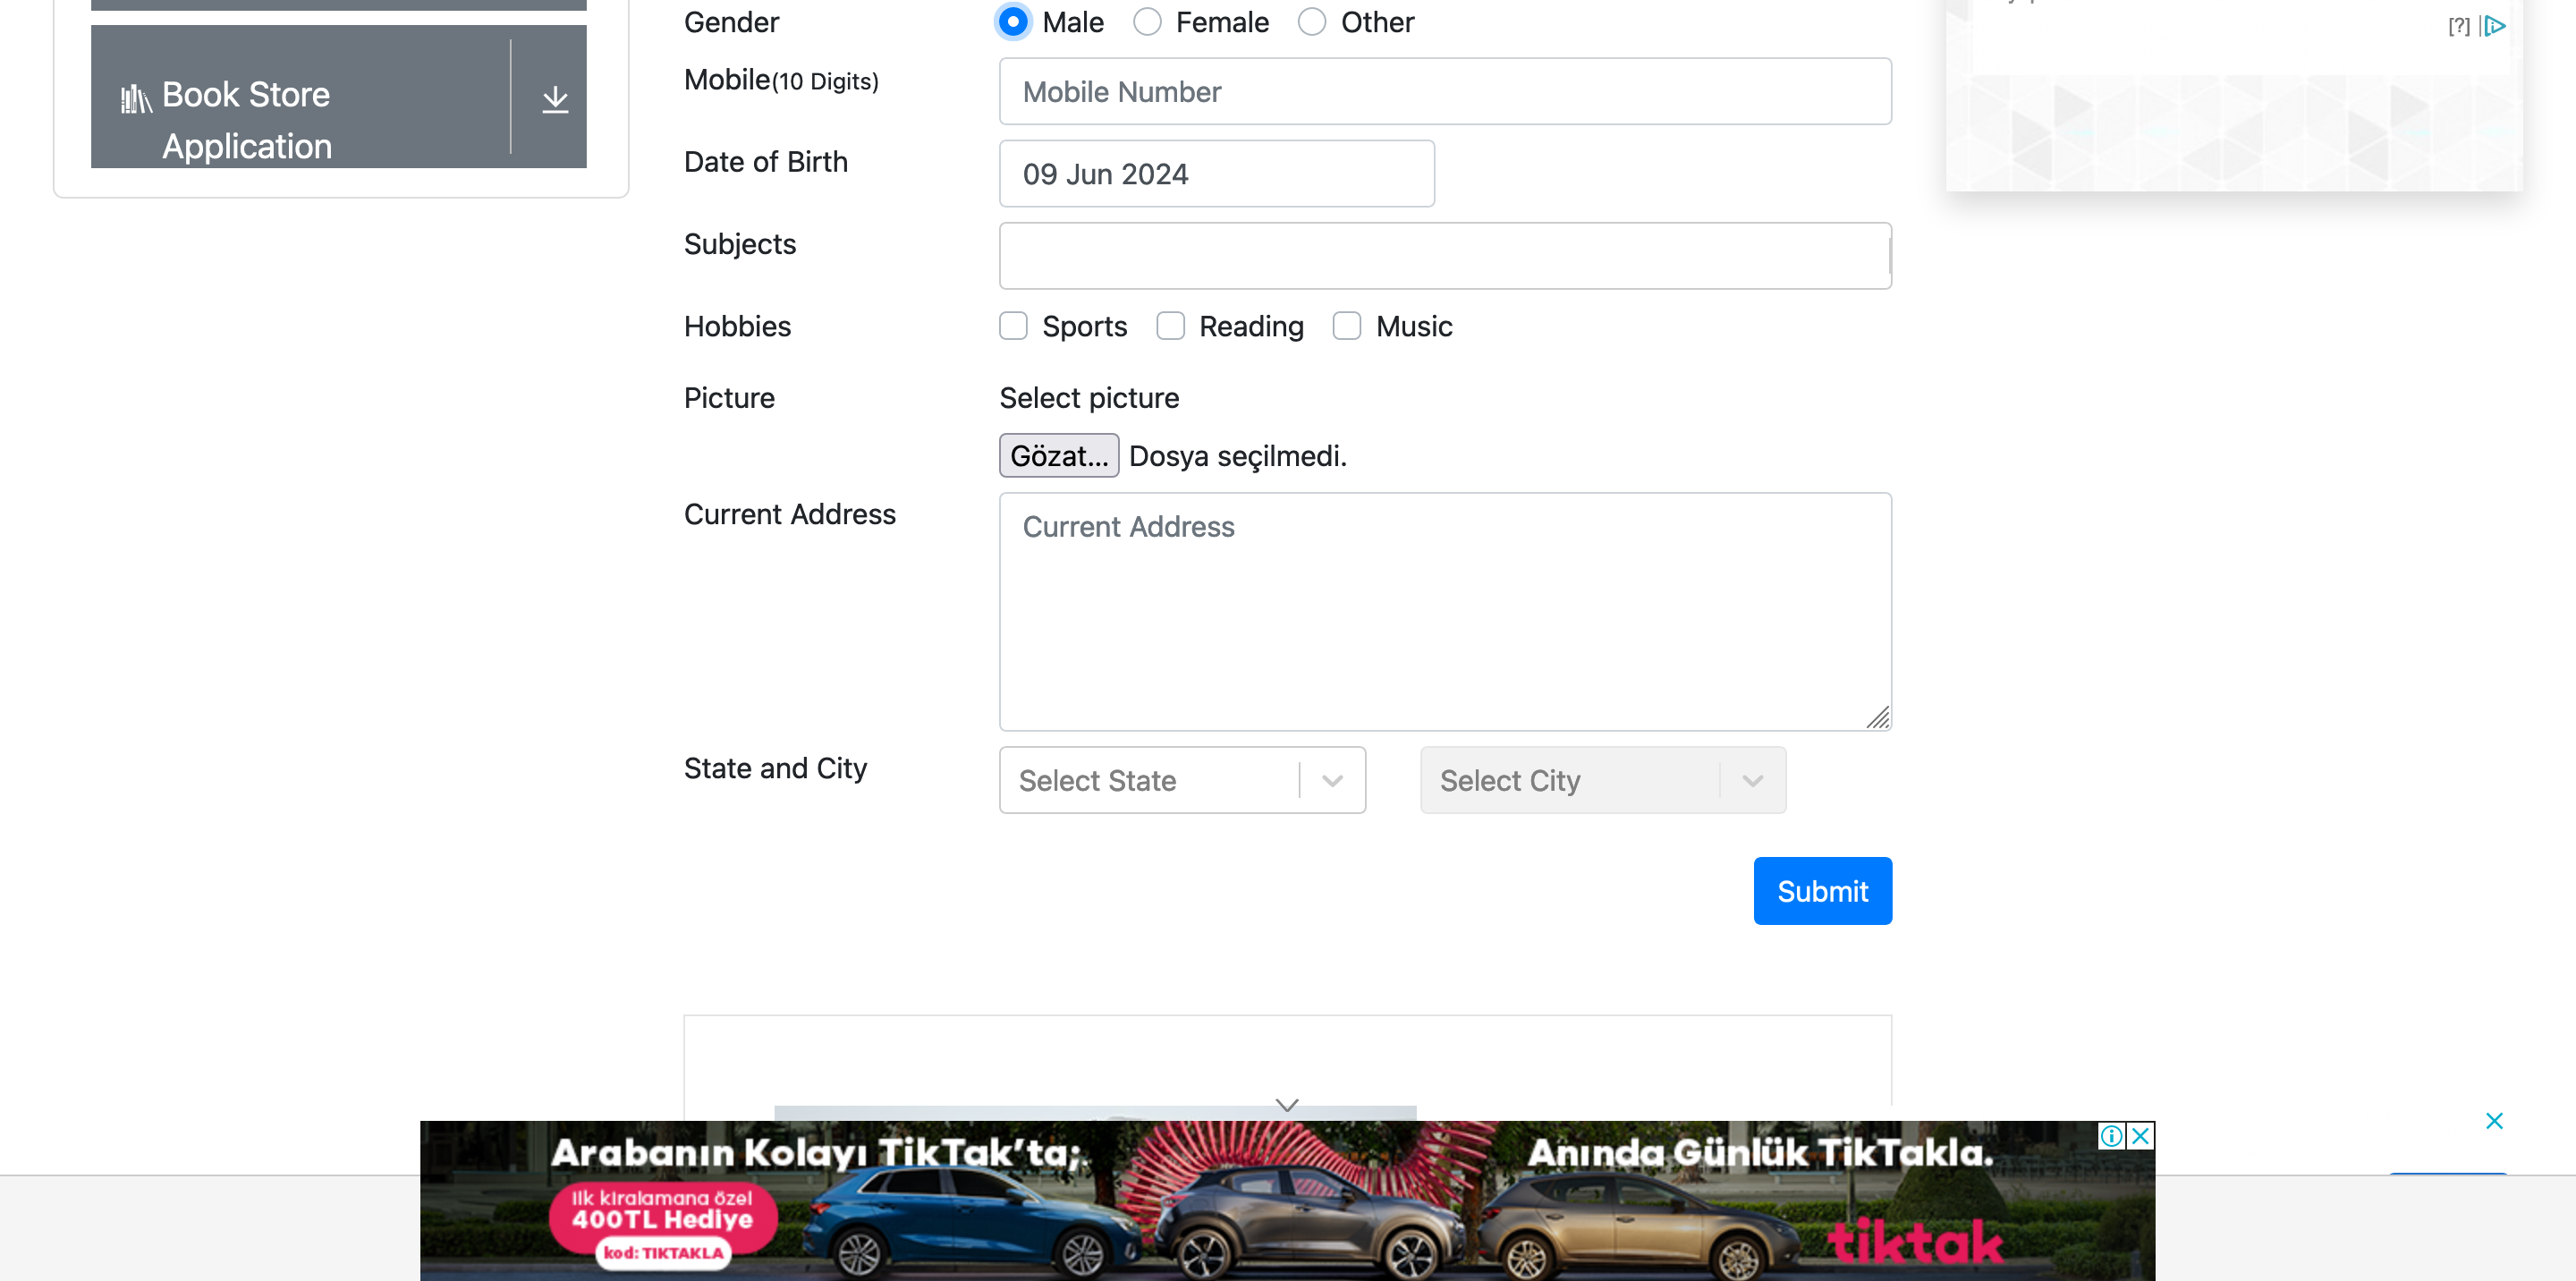 Book Store
Application
Gender
Male
Female
Other
Mobile(10 Digits)
Mobile Number
Date of Birth
09 Jun 2024
Subjects
Hobbies
Sports
Reading
Music
Picture
Select picture
Gözat... Dosya seçilmedi.
Current Address
Current Address
State and City
Select State
Select City
Submit
[?]
Arabanın Kolayı TikTak’ta;
Anında Günlük TikTakla.
İlk kiralamana özel
400TL Hediye
kod: TIKTAKLA
tiktak